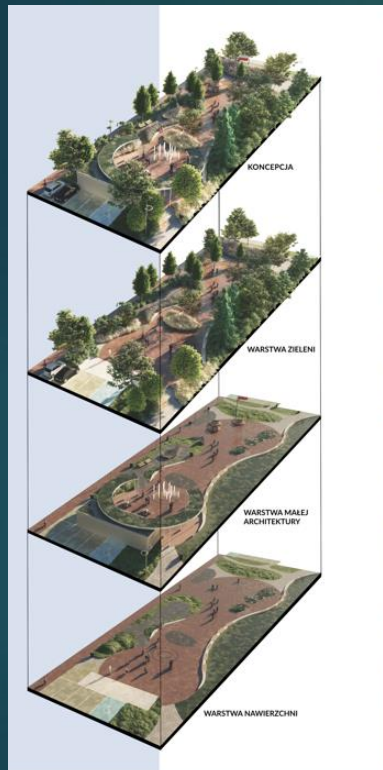 KONCEPCJA
WARSTWA ZIELENI
WARSTWA MAŁEJ
ARCHITEKTURY
WARSTWA NAWIERZCHNI